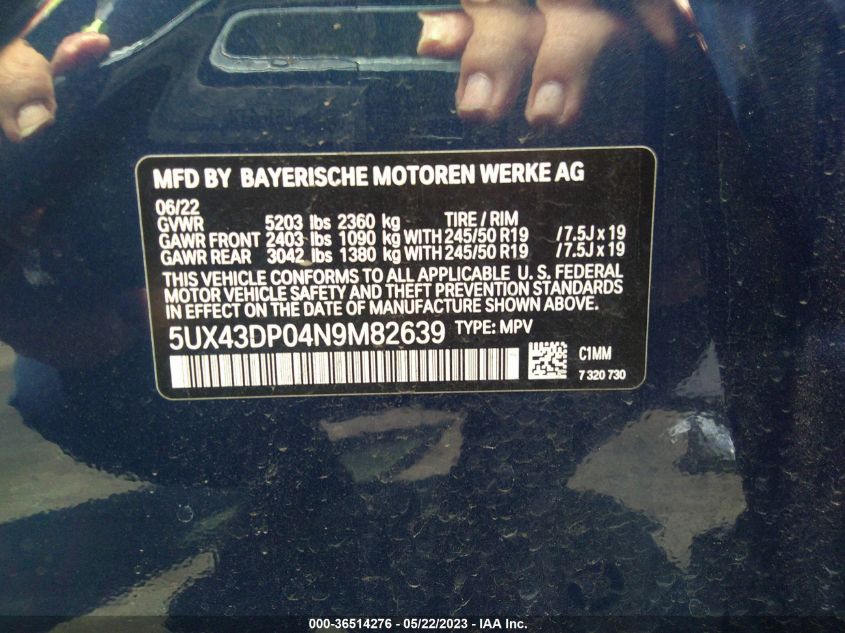 MFD BY BAYERISCHE MOTOREN WERKE AG
06/22
GVWR 5203 lbs 2360 kg TIRE / RIM
GAWR FRONT 2403 lbs 1090 kg WITH 245/50 R19 /7.5J x 19
GAWR REAR 3042 lbs 1380 kg WITH 245/50 R19 /7.5J x 19
THIS VEHICLE CONFORMS TO ALL APPLICABLE U. S. FEDERAL
MOTOR VEHICLE SAFETY AND THEFT PREVENTION STANDARDS
IN EFFECT ON THE DATE OF MANUFACTURE SHOWN ABOVE.
5UX43DP04N9M82639 TYPE: MPV
C1MM
7 320 730
000-36514276 - 05/22/2023 - IAA Inc.